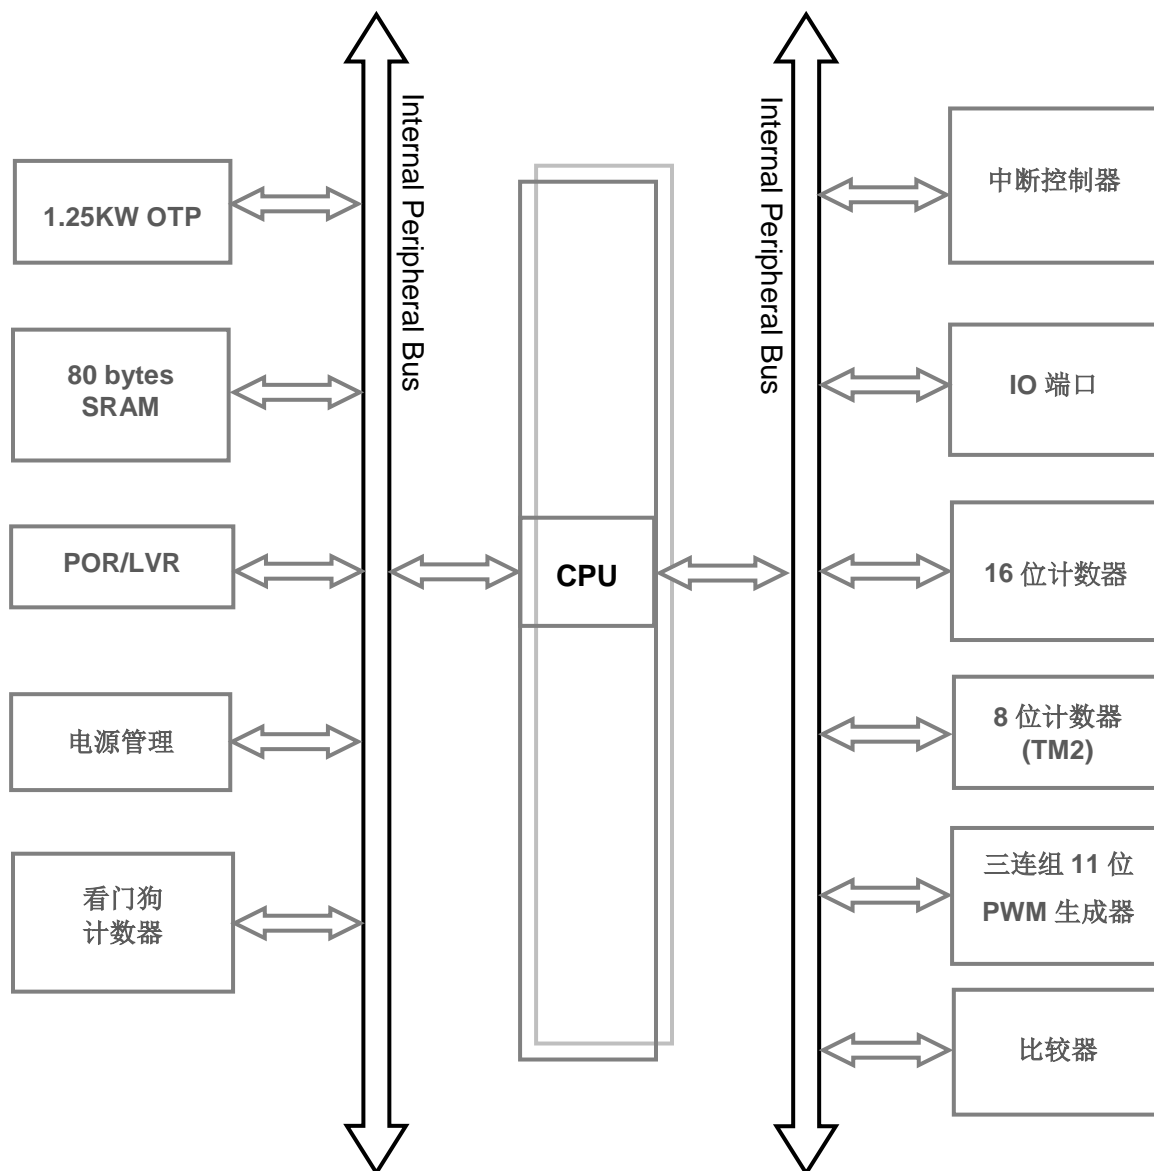 1.25KW OTP
80 bytes
SRAM
POR/LVR
电源管理
看门狗
计数器
Internal Peripheral Bus
CPU
Internal Peripheral Bus
中断控制器
IO 端口
16 位计数器
8 位计数器
(TM2)
三连组 11 位
PWM 生成器
比较器